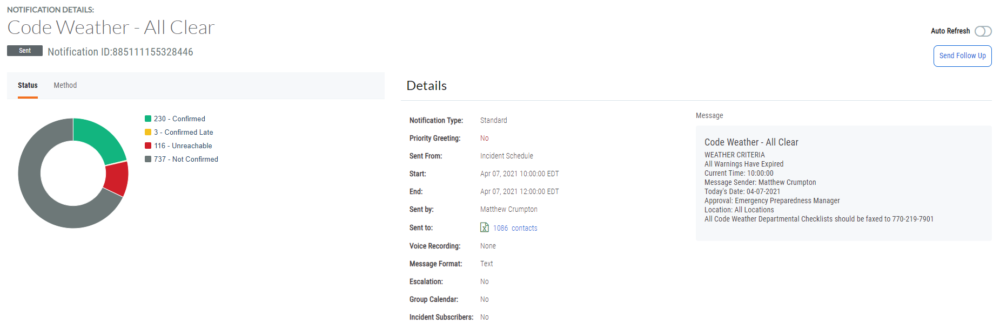 NOTIFICATION DETAILS:
Code Weather - All Clear
Sent Notification ID:885111155328446
Auto Refresh
Send Follow Up
Status Method
230 - Confirmed
3 - Confirmed Late
116 - Unreachable
737 - Not Confirmed
Details
Notification Type: Standard
Priority Greeting: No
Sent From: Incident Schedule
Start: Apr 07, 2021 10:00:00 EDT
End: Apr 07, 2021 12:00:00 EDT
Sent by: Matthew Crumpton
Sent to: 1086 contacts
Voice Recording: None
Message Format: Text
Escalation: No
Group Calendar: No
Incident Subscribers: No
Message
Code Weather - All Clear
WEATHER CRITERIA
All Warnings Have Expired
Current Time: 10:00:00
Message Sender: Matthew Crumpton
Today's Date: 04-07-2021
Approval: Emergency Preparedness Manager
Location: All Locations
All Code Weather Departmental Checklists should be faxed to 770-219-7901